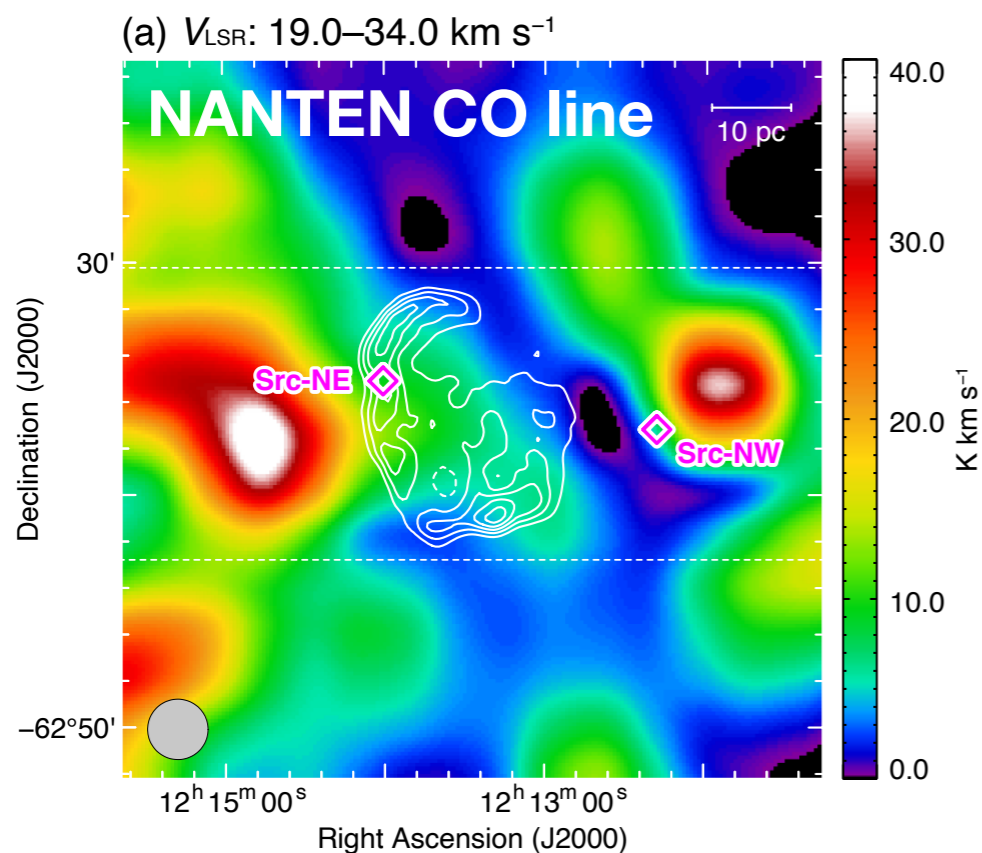 (a) VLSR: 19.0–34.0 km s⁻¹
NANTEN CO line
10 pc
40.0
30.0
20.0
10.0
0.0
K km s⁻¹
30'
−62°50'
Declination (J2000)
Src-NE
Src-NW
12ʰ15ᵐ00ˢ
12ʰ13ᵐ00ˢ
Right Ascension (J2000)